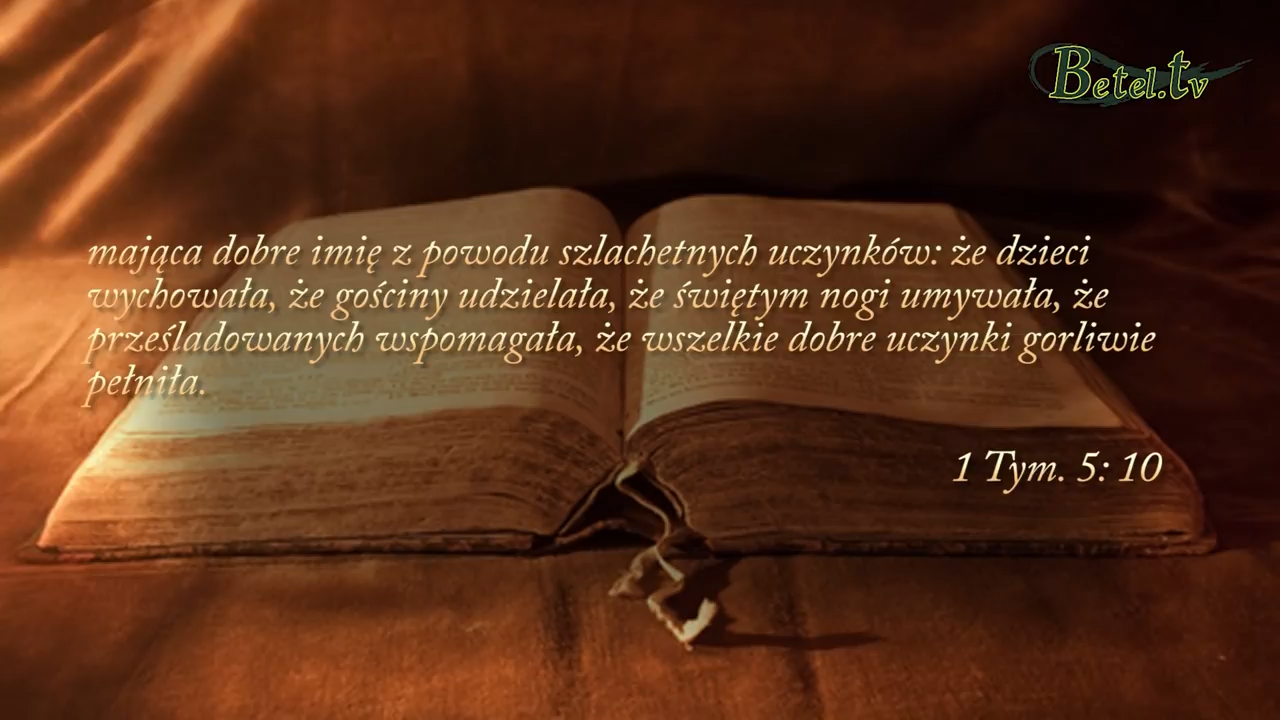 Betel.tv
mająca dobre imię z powodu szlachetnych uczynków: że dzieci
wychowała, że gościny udzielała, że świętym nogi umywała, że
prześladowanych wspomagała, że wszelkie dobre uczynki gorliwie
pełniła.
1 Tym. 5: 10